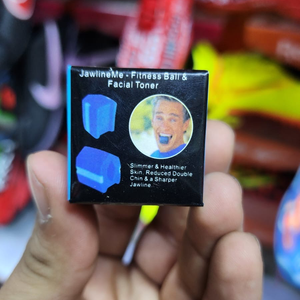 JawlineMe - Fitness Ball &
Facial Toner
Slimmer & Healthier
Skin. Reduced Double
Chin & a Sharper
Jawline.